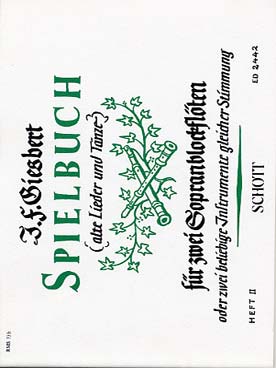 J.F. Giesbert
SPIELBUCH
(alte Lieder und Tänze)
für zwei Sopranblockflöten
oder zwei beliebige Instrumente gleicher Stimmung
HEFT II
SCHOTT
ED 2442